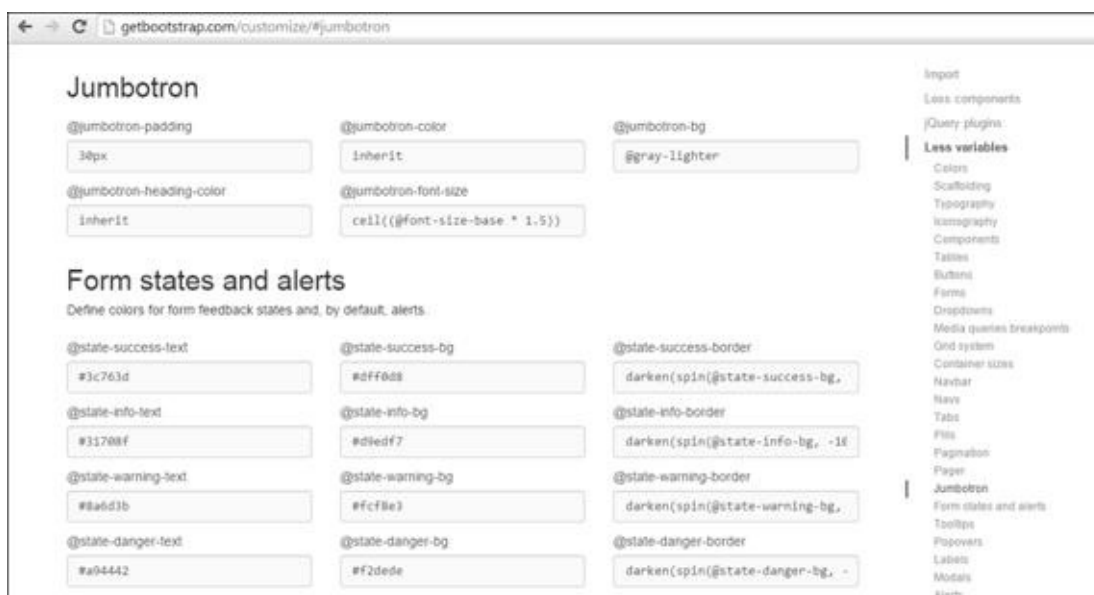 getbootstrap.com/customize/#jumbotron
Jumbotron
@jumbotron-padding @jumbotron-color @jumbotron-bg
30px inherit @gray-lighter
@jumbotron-heading-color @jumbotron-font-size
inherit ceil((@font-size-base * 1.5))
Form states and alerts
Define colors for form feedback states and, by default, alerts.
@state-success-text @state-success-bg @state-success-border
#3c763d #dff0d8 darken(spin(@state-success-bg,
@state-info-text @state-info-bg @state-info-border
#31708f #d9edf7 darken(spin(@state-info-bg, -10
@state-warning-text @state-warning-bg @state-warning-border
#8a6d3b #fcf8e3 darken(spin(@state-warning-bg,
@state-danger-text @state-danger-bg @state-danger-border
#a94442 #f2dede darken(spin(@state-danger-bg, -
Import
Less components
jQuery plugins
Less variables
Colors
Scaffolding
Typography
Iconography
Components
Tables
Buttons
Forms
Dropdowns
Media queries breakpoints
Grid system
Container sizes
Navbar
Navs
Tabs
Pills
Pagination
Pager
Jumbotron
Form states and alerts
Tooltips
Popovers
Labels
Modals
Alerts